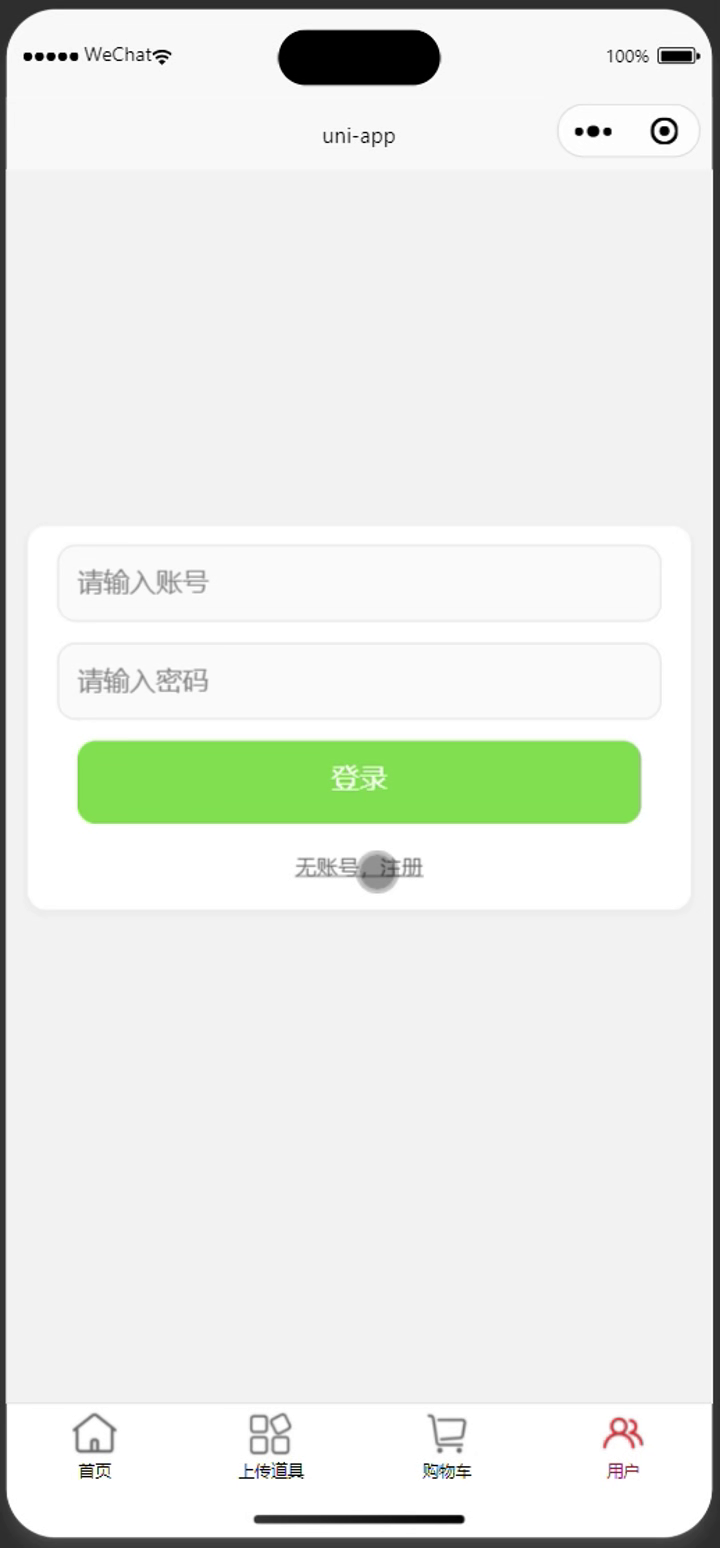 WeChat
100%
uni-app
请输入账号
请输入密码
登录
无账号，注册
首页
上传道具
购物车
用户